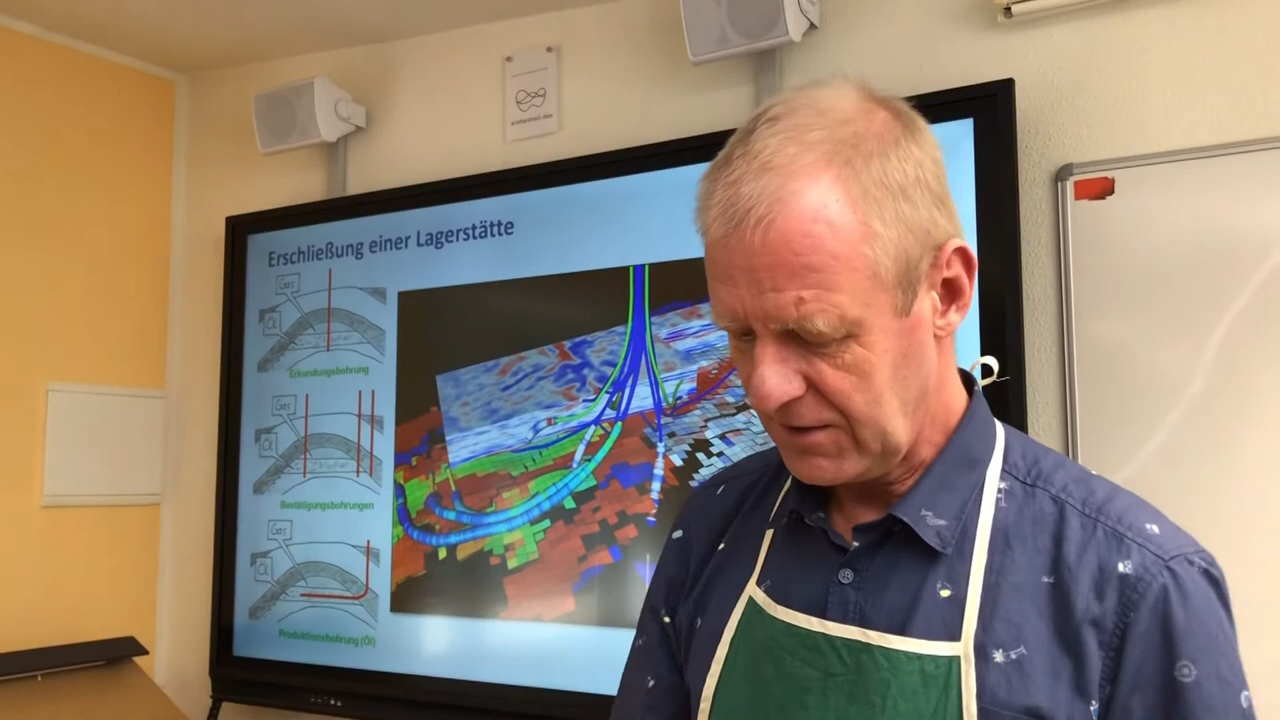 Erschließung einer Lagerstätte
Gas
Öl
Erkundungsbohrung
Gas
Öl
Bestätigungsbohrungen
Gas
Öl
Produktionsbohrung (Öl)